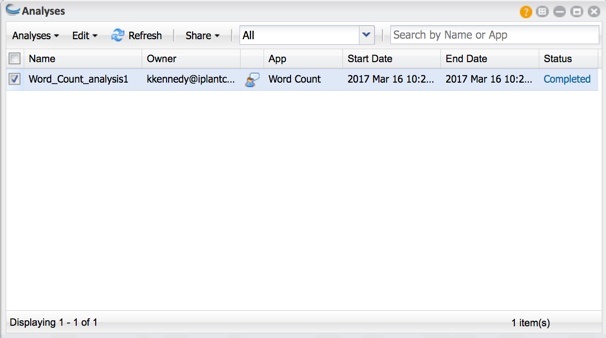 Analyses
Analyses Edit Refresh Share All Search by Name or App
Name Owner App Start Date End Date Status
Word_Count_analysis1 kkennedy@iplantc... Word Count 2017 Mar 16 10:2... 2017 Mar 16 10:2... Completed
Displaying 1 - 1 of 1 1 item(s)